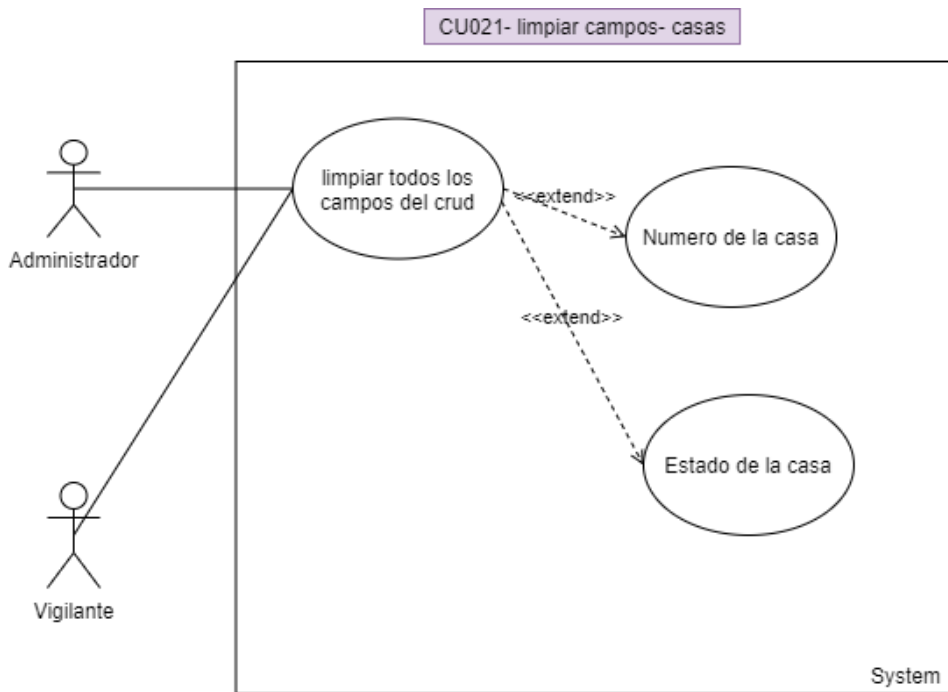 CU021- limpiar campos- casas
limpiar todos los
campos del crud
<<extend>>
Numero de la casa
Administrador
<<extend>>
Estado de la casa
Vigilante
System